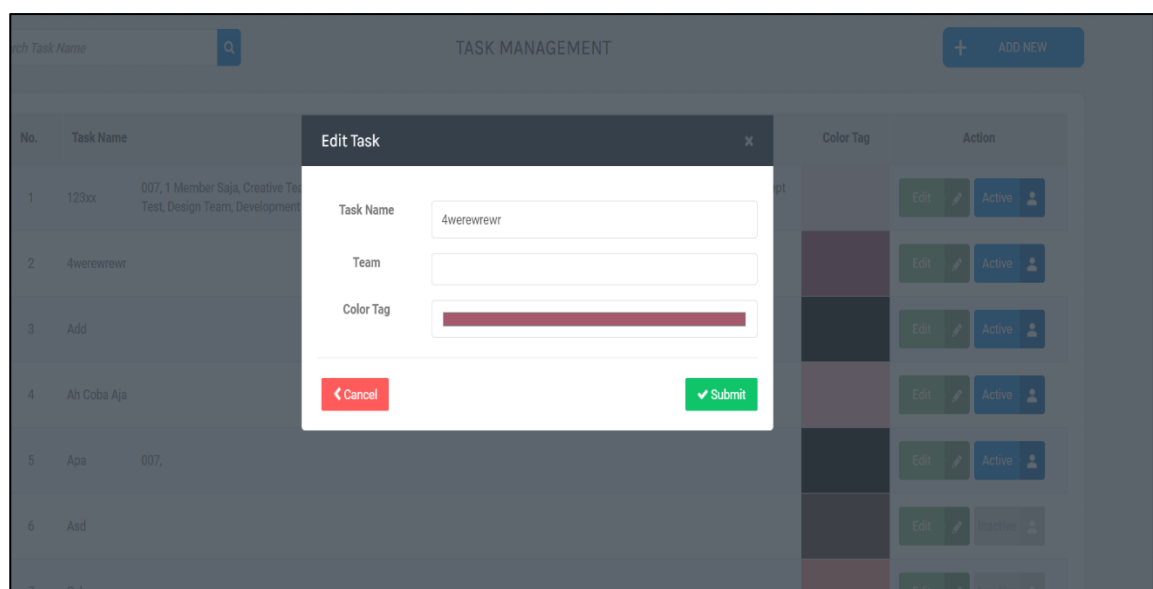 rch Task Name
TASK MANAGEMENT
+ ADD NEW
No. Task Name Color Tag Action
Edit Task x
1 123xx 007, 1 Member Saja, Creative Tea ept Edit Active
Test, Design Team, Development
Task Name 4werewrewr
2 4werewrewr Edit Active
Team
Color Tag
3 Add Edit Active
4 Ah Coba Aja Edit Active
Cancel Submit
5 Apa 007, Edit Active
6 Asd Edit Inactive